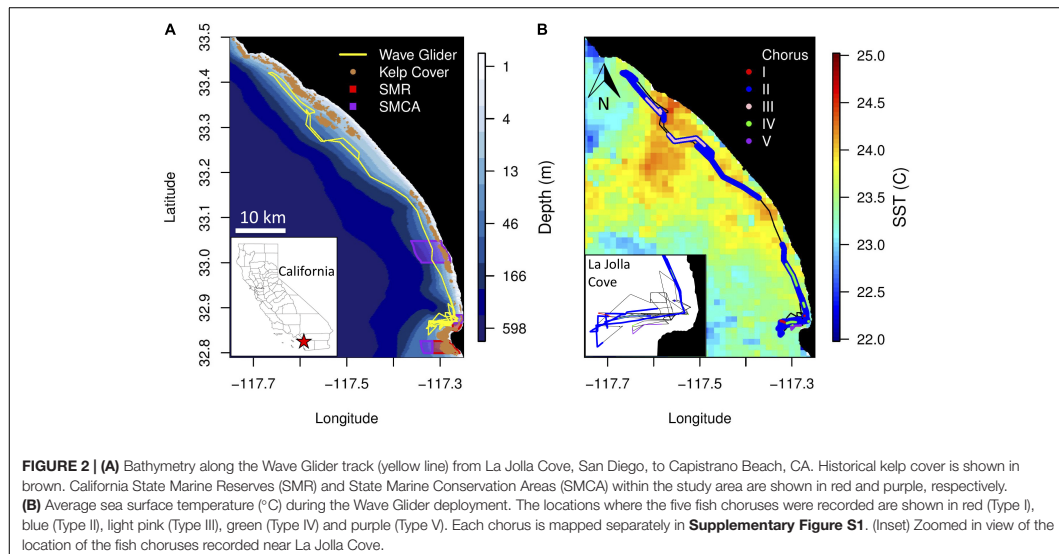 A
33.5
33.4
33.3
33.2
33.1
33.0
32.9
32.8
Latitude
Wave Glider
Kelp Cover
SMR
SMCA
10 km
California
−117.7
−117.5
−117.3
Longitude
1
4
13
46
166
598
Depth (m)
B
Chorus
I
II
III
IV
V
N
La Jolla
Cove
−117.7
−117.5
−117.3
Longitude
25.0
24.5
24.0
23.5
23.0
22.5
22.0
SST (C)
FIGURE 2 | (A) Bathymetry along the Wave Glider track (yellow line) from La Jolla Cove, San Diego, to Capistrano Beach, CA. Historical kelp cover is shown in
brown. California State Marine Reserves (SMR) and State Marine Conservation Areas (SMCA) within the study area are shown in red and purple, respectively.
(B) Average sea surface temperature (°C) during the Wave Glider deployment. The locations where the five fish choruses were recorded are shown in red (Type I),
blue (Type II), light pink (Type III), green (Type IV) and purple (Type V). Each chorus is mapped separately in Supplementary Figure S1. (Inset) Zoomed in view of the
location of the fish choruses recorded near La Jolla Cove.